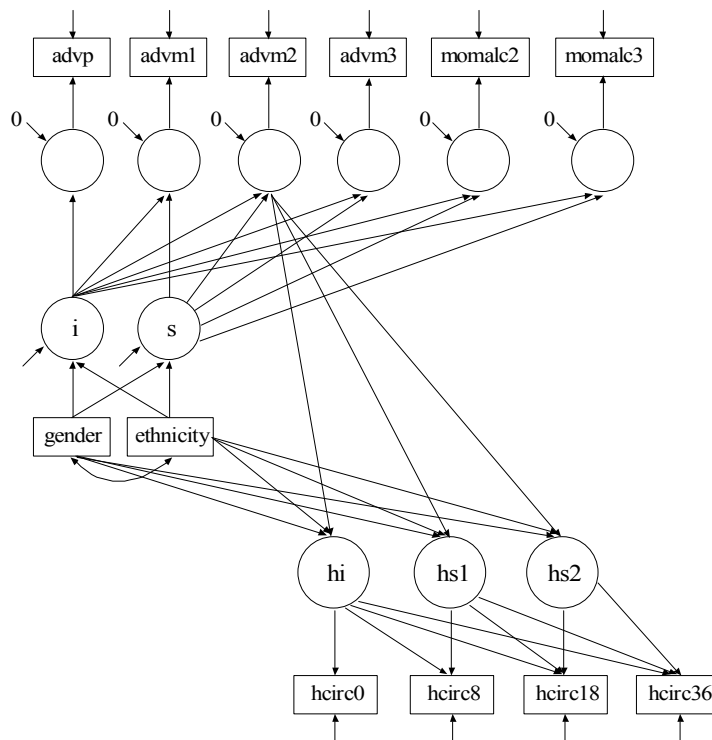 advp advm1 advm2 advm3 momalc2 momalc3
0 0 0 0 0 0
i s
gender ethnicity
hi hs1 hs2
hcirc0 hcirc8 hcirc18 hcirc36